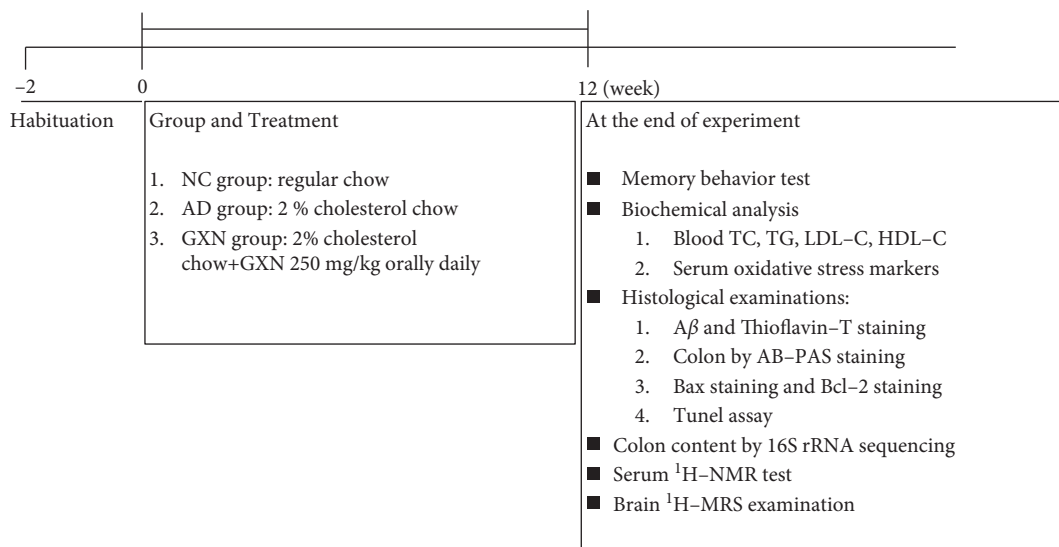 –2
0
12 (week)
Habituation
Group and Treatment
1. NC group: regular chow
2. AD group: 2 % cholesterol chow
3. GXN group: 2% cholesterol
chow+GXN 250 mg/kg orally daily
At the end of experiment
■ Memory behavior test
■ Biochemical analysis
1. Blood TC, TG, LDL–C, HDL–C
2. Serum oxidative stress markers
■ Histological examinations:
1. Aβ and Thioflavin–T staining
2. Colon by AB–PAS staining
3. Bax staining and Bcl–2 staining
4. Tunel assay
■ Colon content by 16S rRNA sequencing
■ Serum ¹H–NMR test
■ Brain ¹H–MRS examination